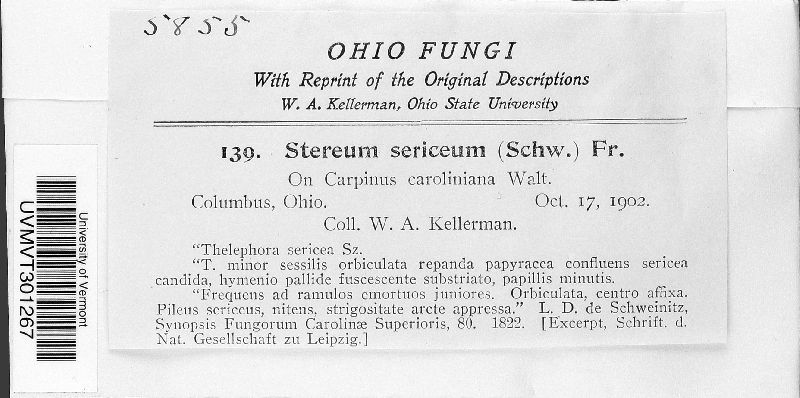 5855
OHIO FUNGI
With Reprint of the Original Descriptions
W. A. Kellerman, Ohio State University
139. Stereum sericeum (Schw.) Fr.
On Carpinus caroliniana Walt.
Columbus, Ohio. Oct. 17, 1902.
Coll. W. A. Kellerman.
"Thelephora sericea Sz.
"T. minor sessilis orbiculata repanda papyracea confluens sericea
candida, hymenio pallide fuscescente substriato, papillis minutis.
"Frequens ad ramulos emortuos juniores. Orbiculata, centro affixa.
Pileus sericeus, nitens, strigositate arcte appressa." L. D. de Schweinitz,
Synopsis Fungorum Carolinæ Superioris, 80. 1822. [Excerpt, Schrift. d.
Nat. Gesellschaft zu Leipzig.]
University of Vermont
UVMVT301267